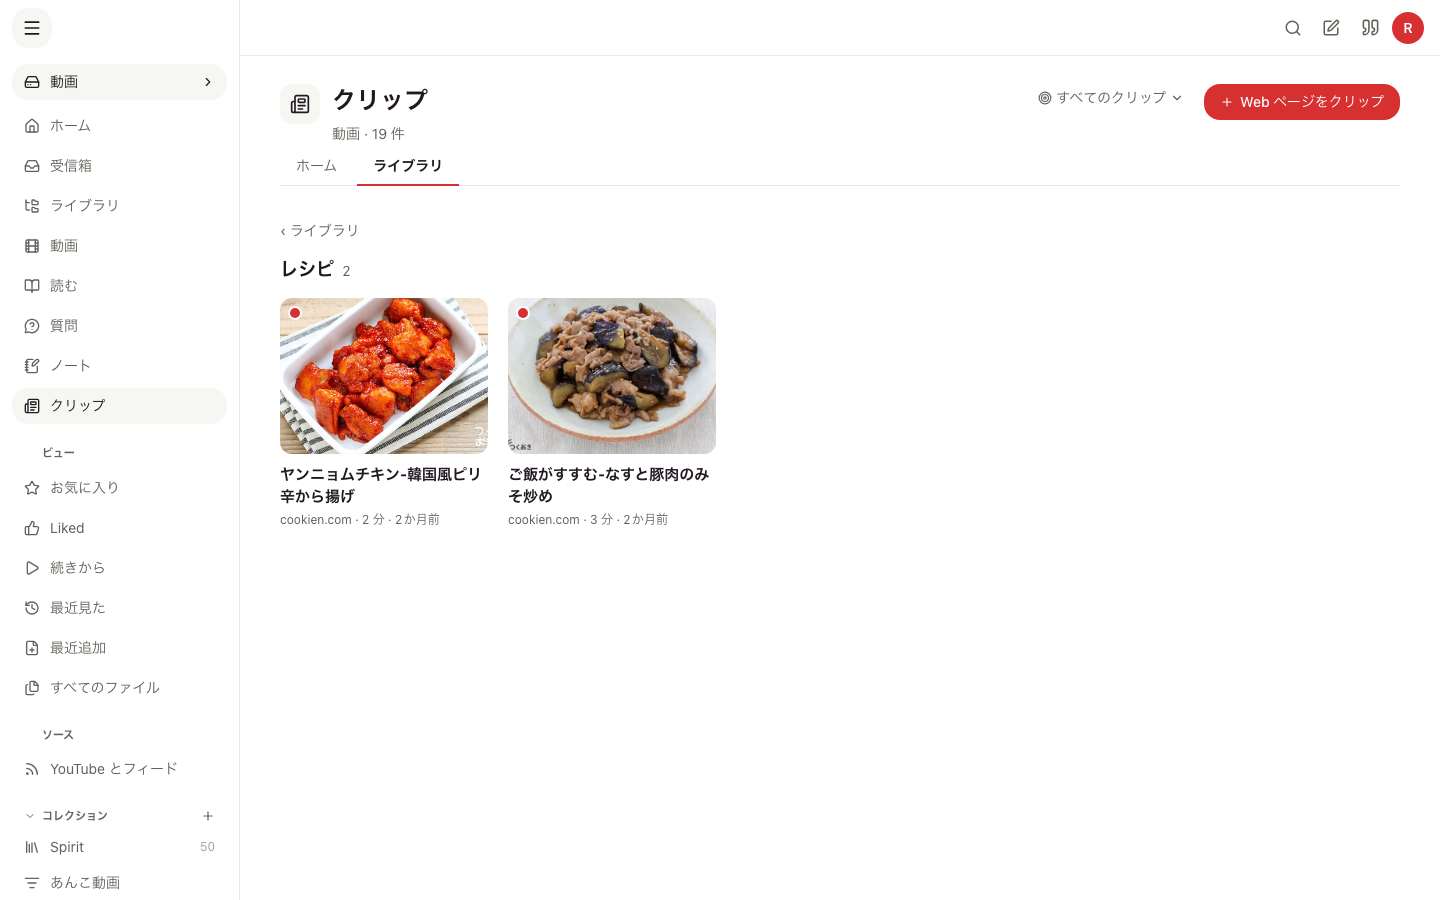 動画
ホーム
受信箱
ライブラリ
動画
読む
質問
ノート
クリップ
ビュー
お気に入り
Liked
続きから
最近見た
最近追加
すべてのファイル
ソース
YouTube とフィード
コレクション
Spirit 50
あんこ動画
R
クリップ
動画 · 19 件
すべてのクリップ
Web ページをクリップ
ホーム
ライブラリ
‹ ライブラリ
レシピ 2
つくおき
ヤンニョムチキン-韓国風ピリ
辛から揚げ
cookien.com · 2 分 · 2か月前
ご飯がすすむ-なすと豚肉のみ
そ炒め
cookien.com · 3 分 · 2か月前